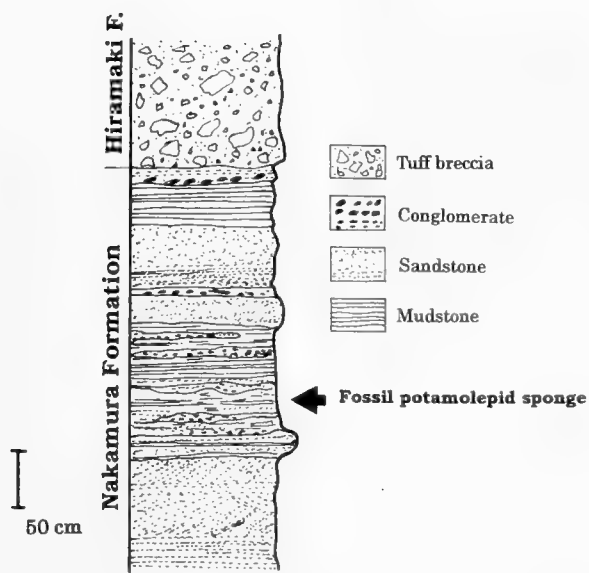 Hiramaki F.
Nakamura Formation
Tuff breccia
Conglomerate
Sandstone
Mudstone
Fossil potamolepid sponge
50 cm